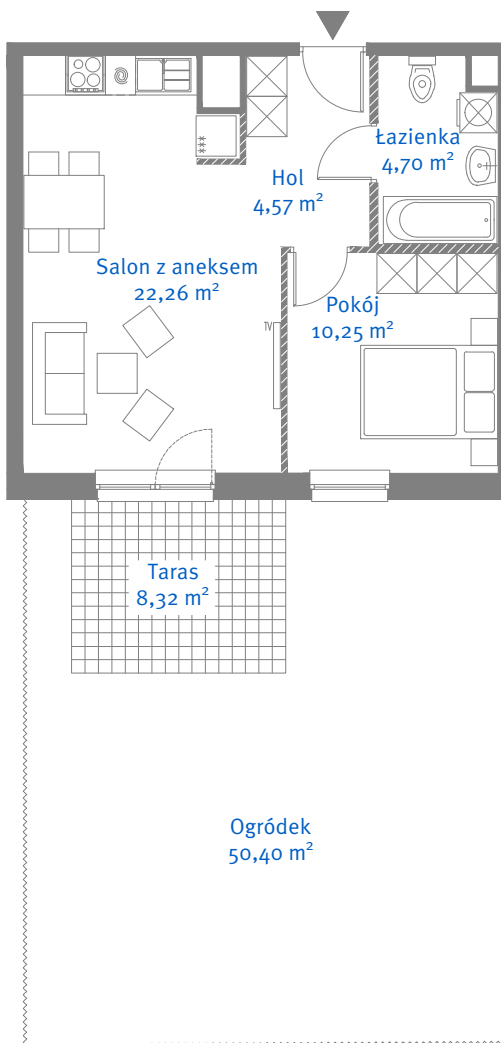 Łazienka
4,70 m²
Hol
4,57 m²
Salon z aneksem
22,26 m²
Pokój
10,25 m²
TV
Taras
8,32 m²
Ogródek
50,40 m²